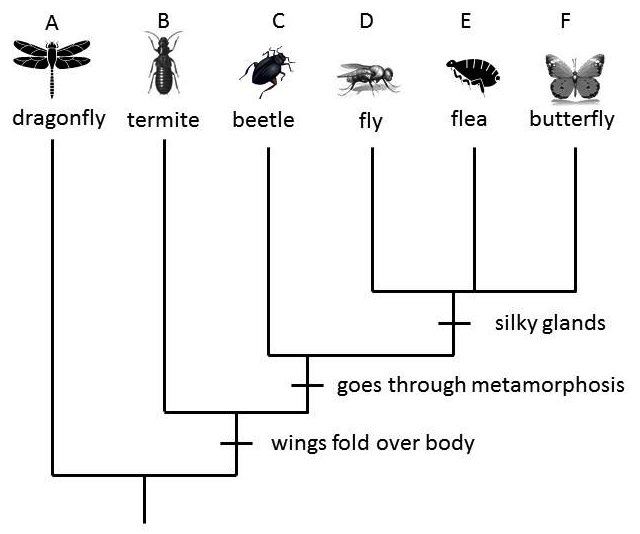 A B C D E F
dragonfly termite beetle fly flea butterfly
silky glands
goes through metamorphosis
wings fold over body